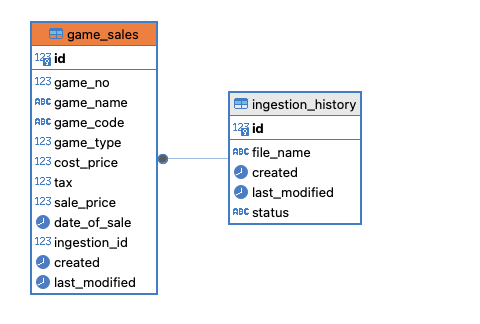 game_sales
123 id
123 game_no
ABC game_name
ABC game_code
123 game_type
123 cost_price
123 tax
123 sale_price
date_of_sale
123 ingestion_id
created
last_modified
ingestion_history
123 id
ABC file_name
created
last_modified
ABC status